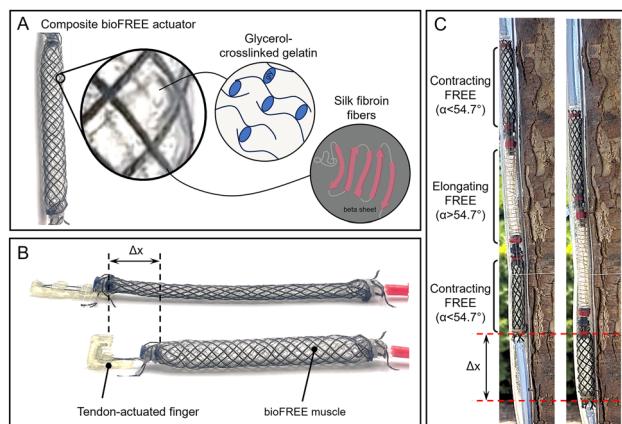 A
Composite bioFREE actuator
Glycerol-
crosslinked gelatin
Silk fibroin
fibers
beta sheet
B
Δx
Tendon-actuated finger
bioFREE muscle
C
Contracting
FREE
(α<54.7°)
Elongating
FREE
(α>54.7°)
Contracting
FREE
(α<54.7°)
Δx